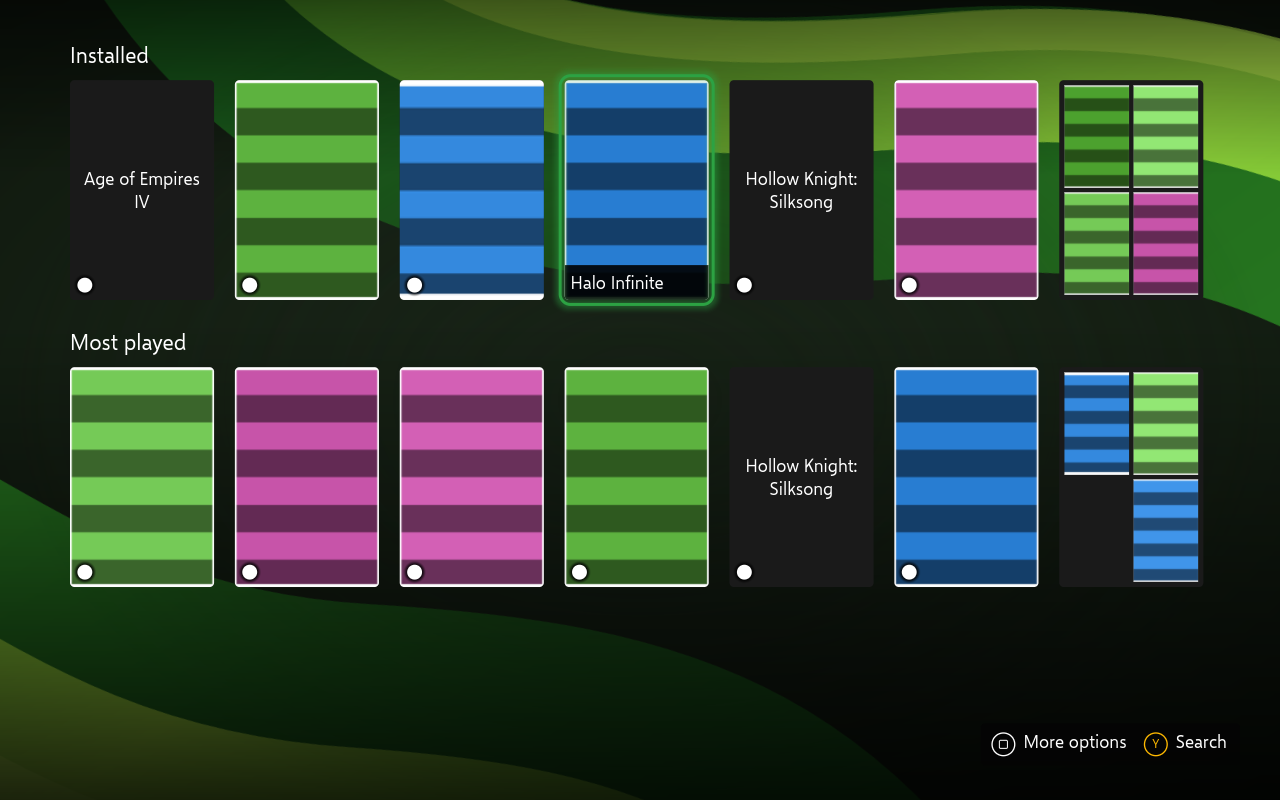 Installed
Age of Empires
IV
Halo Infinite
Hollow Knight:
Silksong
Most played
Hollow Knight:
Silksong
More options
Y
Search